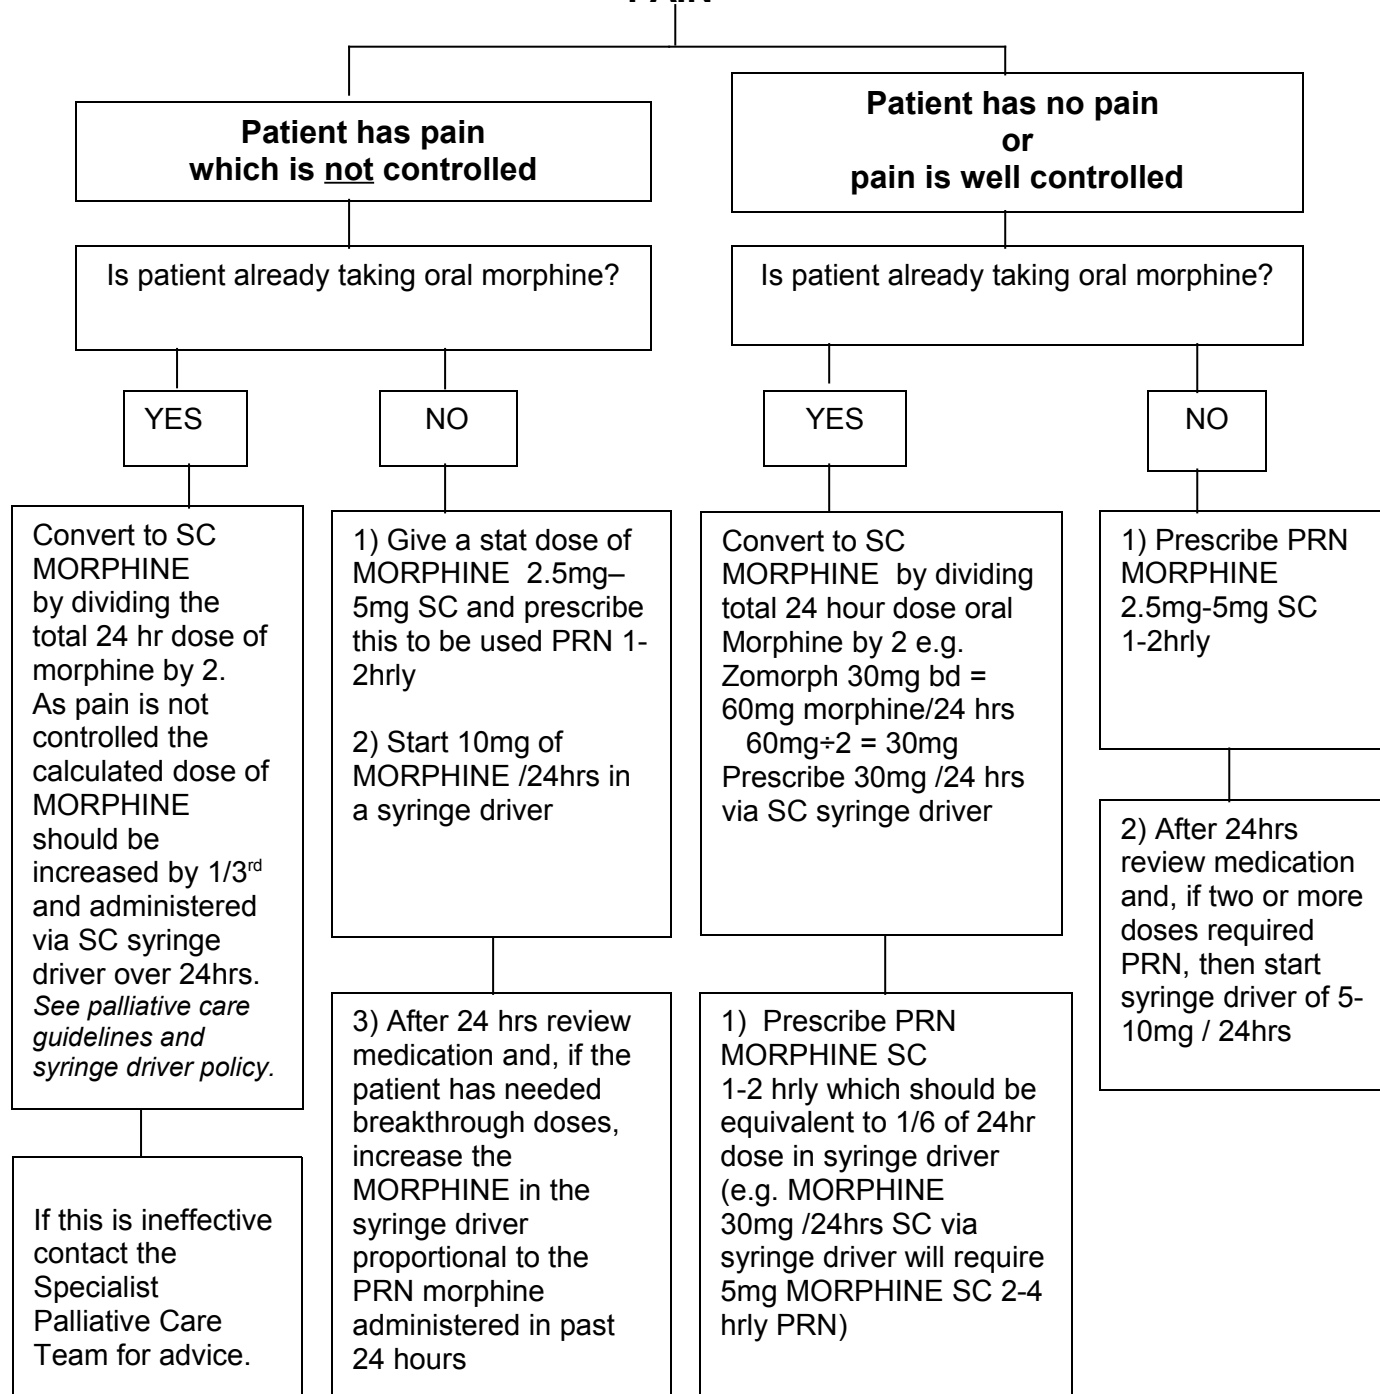 PAIN
Patient has pain
which is not controlled
Patient has no pain
or
pain is well controlled
Is patient already taking oral morphine?
Is patient already taking oral morphine?
YES
NO
YES
NO
Convert to SC
MORPHINE
by dividing the
total 24 hr dose of
morphine by 2.
As pain is not
controlled the
calculated dose of
MORPHINE
should be
increased by 1/3rd
and administered
via SC syringe
driver over 24hrs.
See palliative care
guidelines and
syringe driver policy.
If this is ineffective
contact the
Specialist
Palliative Care
Team for advice.
1) Give a stat dose of
MORPHINE 2.5mg–
5mg SC and prescribe
this to be used PRN 1-
2hrly
2) Start 10mg of
MORPHINE /24hrs in
a syringe driver
3) After 24 hrs review
medication and, if the
patient has needed
breakthrough doses,
increase the
MORPHINE in the
syringe driver
proportional to the
PRN morphine
administered in past
24 hours
Convert to SC
MORPHINE by dividing
total 24 hour dose oral
Morphine by 2 e.g.
Zomorph 30mg bd =
60mg morphine/24 hrs
60mg÷2 = 30mg
Prescribe 30mg /24 hrs
via SC syringe driver
1) Prescribe PRN
MORPHINE SC
1-2 hrly which should be
equivalent to 1/6 of 24hr
dose in syringe driver
(e.g. MORPHINE
30mg /24hrs SC via
syringe driver will require
5mg MORPHINE SC 2-4
hrly PRN)
1) Prescribe PRN
MORPHINE
2.5mg-5mg SC
1-2hrly
2) After 24hrs
review medication
and, if two or more
doses required
PRN, then start
syringe driver of 5-
10mg / 24hrs